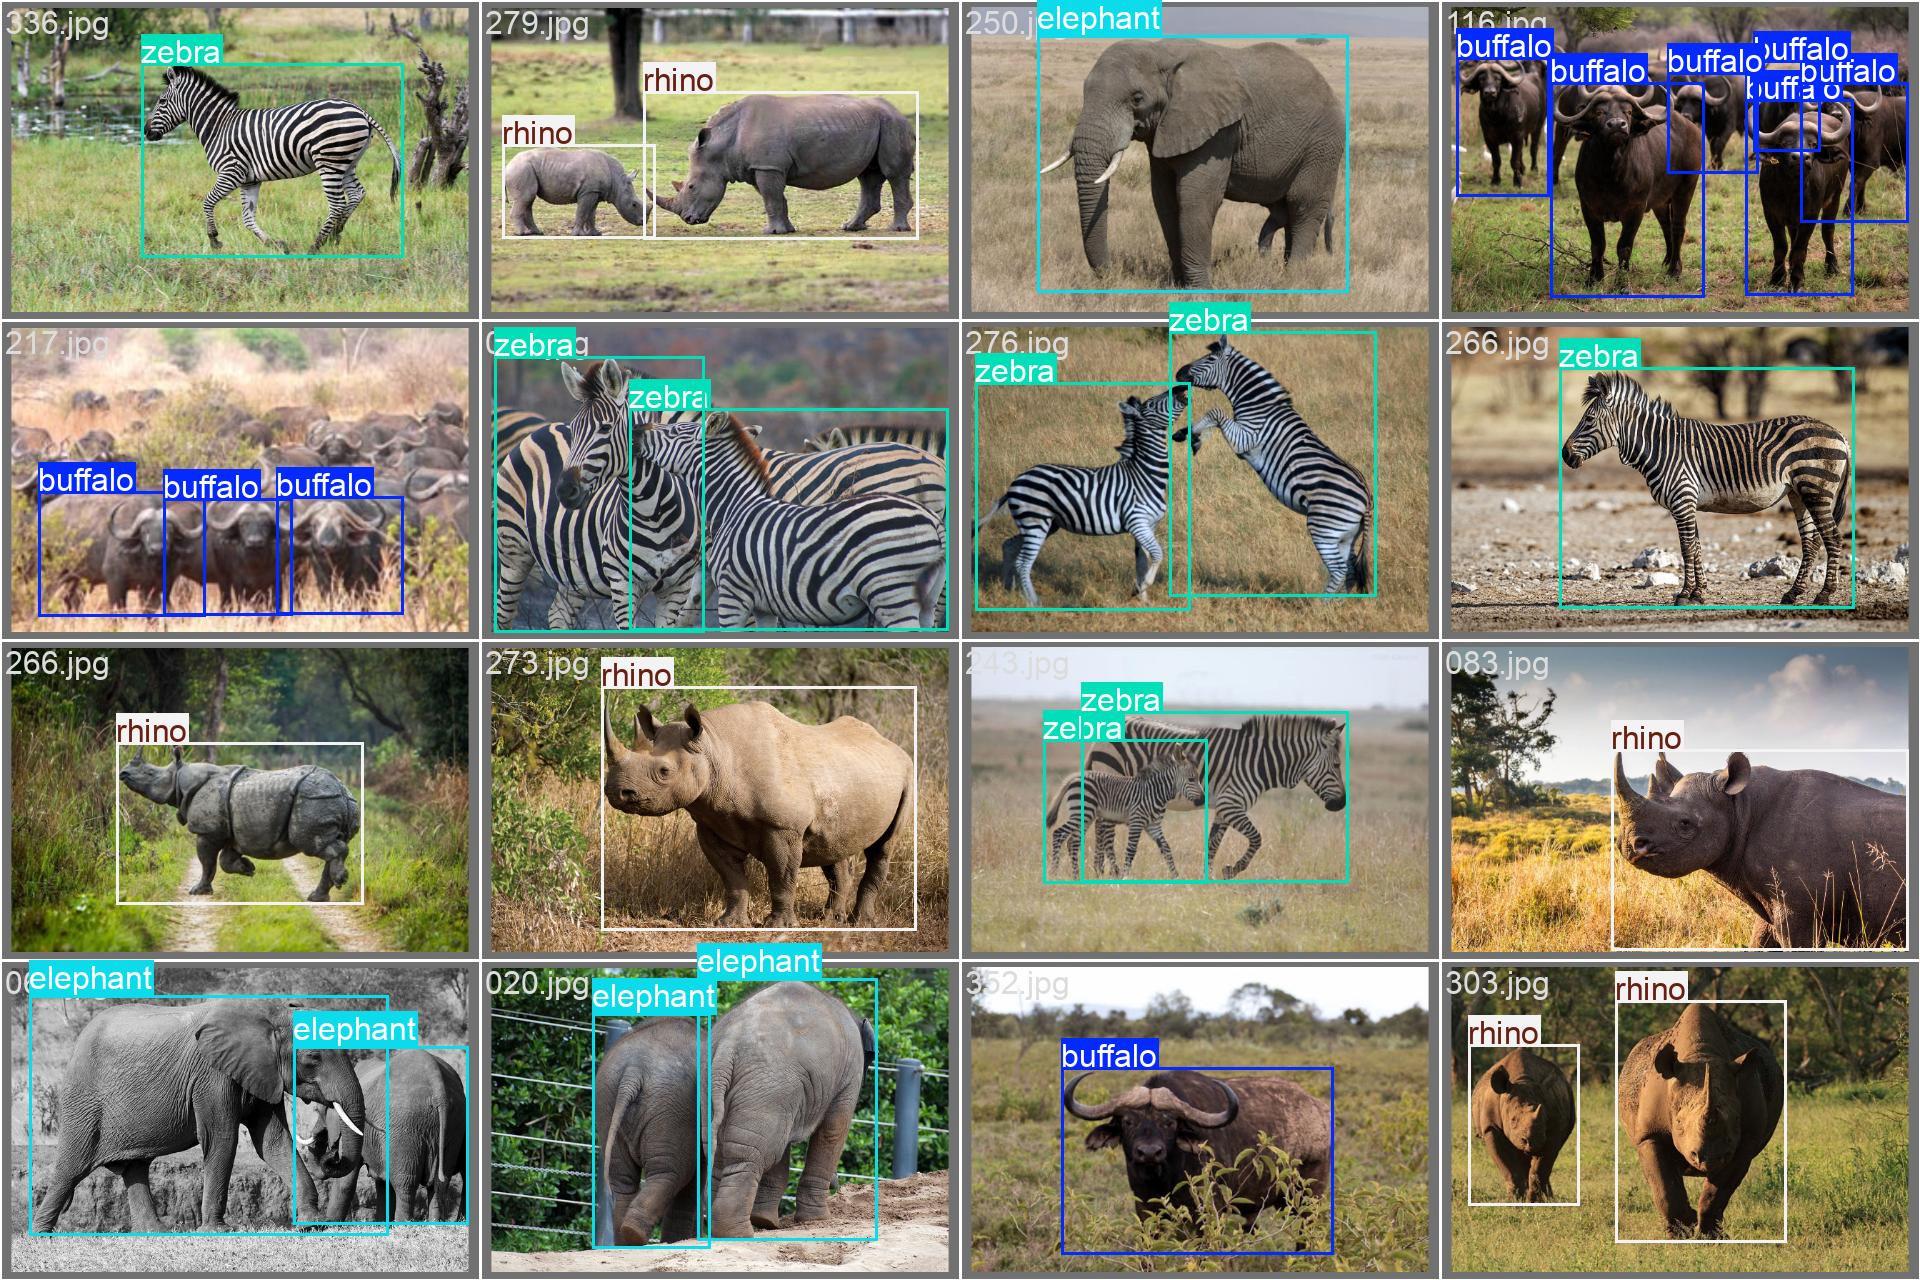 336.jpg
zebra
279.jpg
rhino
rhino
250.j
elephant
116.jpg
buffalo
buffalo
buffalo
buffalo
buffalo
buffalo
217.jpg
buffalo
buffalo
buffalo
zebra
zebra
276.jpg
zebra
zebra
266.jpg
zebra
266.jpg
rhino
273.jpg
rhino
243.jpg
zebra
zebra
083.jpg
rhino
elephant
elephant
020.jpg
elephant
elephant
352.jpg
buffalo
303.jpg
rhino
rhino